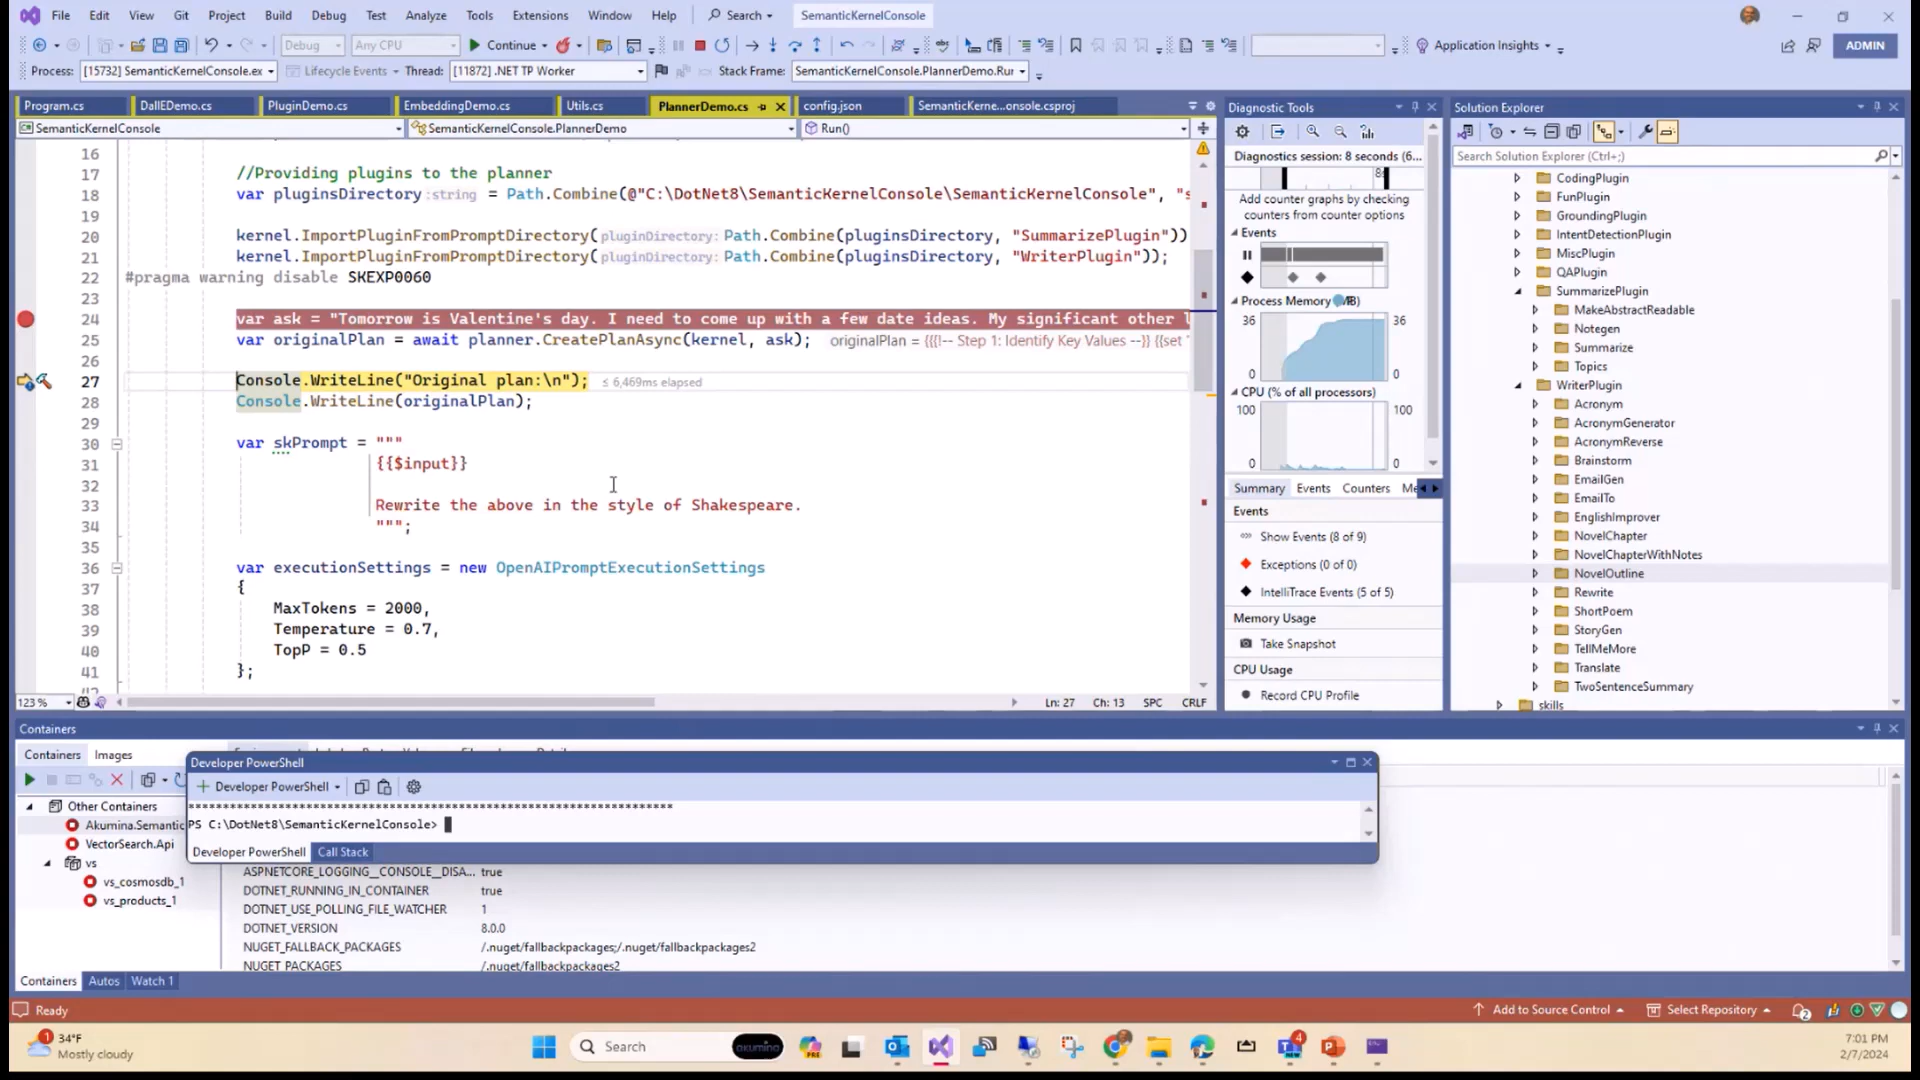 File Edit View Git Project Build Debug Test Analyze Tools Extensions Window Help Search SemanticKernelConsole
Debug Any CPU Continue Application Insights ADMIN
Process: [15732] SemanticKernelConsole.ex Lifecycle Events Thread: [11872] .NET TP Worker Stack Frame: SemanticKernelConsole.PlannerDemo.Rur
Program.cs DallEDemo.cs PluginDemo.cs EmbeddingDemo.cs Utils.cs PlannerDemo.cs config.json SemanticKerne...onsole.csproj
SemanticKernelConsole SemanticKernelConsole.PlannerDemo Run()
16
17 //Providing plugins to the planner
18 var pluginsDirectory :string = Path.Combine(@"C:\DotNet8\SemanticKernelConsole\SemanticKernelConsole", "s
19
20 kernel.ImportPluginFromPromptDirectory(pluginDirectory: Path.Combine(pluginsDirectory, "SummarizePlugin"))
21 kernel.ImportPluginFromPromptDirectory(pluginDirectory: Path.Combine(pluginsDirectory, "WriterPlugin"));
22 #pragma warning disable SKEXP0060
23
24 var ask = "Tomorrow is Valentine's day. I need to come up with a few date ideas. My significant other l
25 var originalPlan = await planner.CreatePlanAsync(kernel, ask); originalPlan = {{{!-- Step 1: Identify Key Values --}} {{set "
26
27 Console.WriteLine("Original plan:\n"); ≤ 6,469ms elapsed
28 Console.WriteLine(originalPlan);
29
30 var skPrompt = """
31 {{$input}}
32
33 Rewrite the above in the style of Shakespeare.
34 """;
35
36 var executionSettings = new OpenAIPromptExecutionSettings
37 {
38 MaxTokens = 2000,
39 Temperature = 0.7,
40 TopP = 0.5
41 };
123 % Ln: 27 Ch: 13 SPC CRLF
Diagnostic Tools
Diagnostics session: 8 seconds (6...
Add counter graphs by checking
counters from counter options
Events
Process Memory
36 36
0 0
CPU (% of all processors)
100 100
0 0
Summary Events Counters Me
Events
Show Events (8 of 9)
Exceptions (0 of 0)
IntelliTrace Events (5 of 5)
Memory Usage
Take Snapshot
CPU Usage
Record CPU Profile
Solution Explorer
Search Solution Explorer (Ctrl+;)
CodingPlugin
FunPlugin
GroundingPlugin
IntentDetectionPlugin
MiscPlugin
QAPlugin
SummarizePlugin
MakeAbstractReadable
Notegen
Summarize
Topics
WriterPlugin
Acronym
AcronymGenerator
AcronymReverse
Brainstorm
EmailGen
EmailTo
EnglishImprover
NovelChapter
NovelChapterWithNotes
NovelOutline
Rewrite
ShortPoem
StoryGen
TellMeMore
Translate
TwoSentenceSummary
skills
Containers
Containers Images
Other Containers
Akumina.Semantic
VectorSearch.Api
vs
vs_cosmosdb_1
vs_products_1
Developer PowerShell
Developer PowerShell
**********************************************************************
PS C:\DotNet8\SemanticKernelConsole>
Developer PowerShell Call Stack
ASPNETCORE_LOGGING__CONSOLE__DISA... true
DOTNET_RUNNING_IN_CONTAINER true
DOTNET_USE_POLLING_FILE_WATCHER 1
DOTNET_VERSION 8.0.0
NUGET_FALLBACK_PACKAGES /.nuget/fallbackpackages;/.nuget/fallbackpackages2
NUGET_PACKAGES /.nuget/fallbackpackages2
Containers Autos Watch 1
Ready Add to Source Control Select Repository 2
1 34°F
Mostly cloudy
Search akumina PRE 4
7:01 PM
2/7/2024